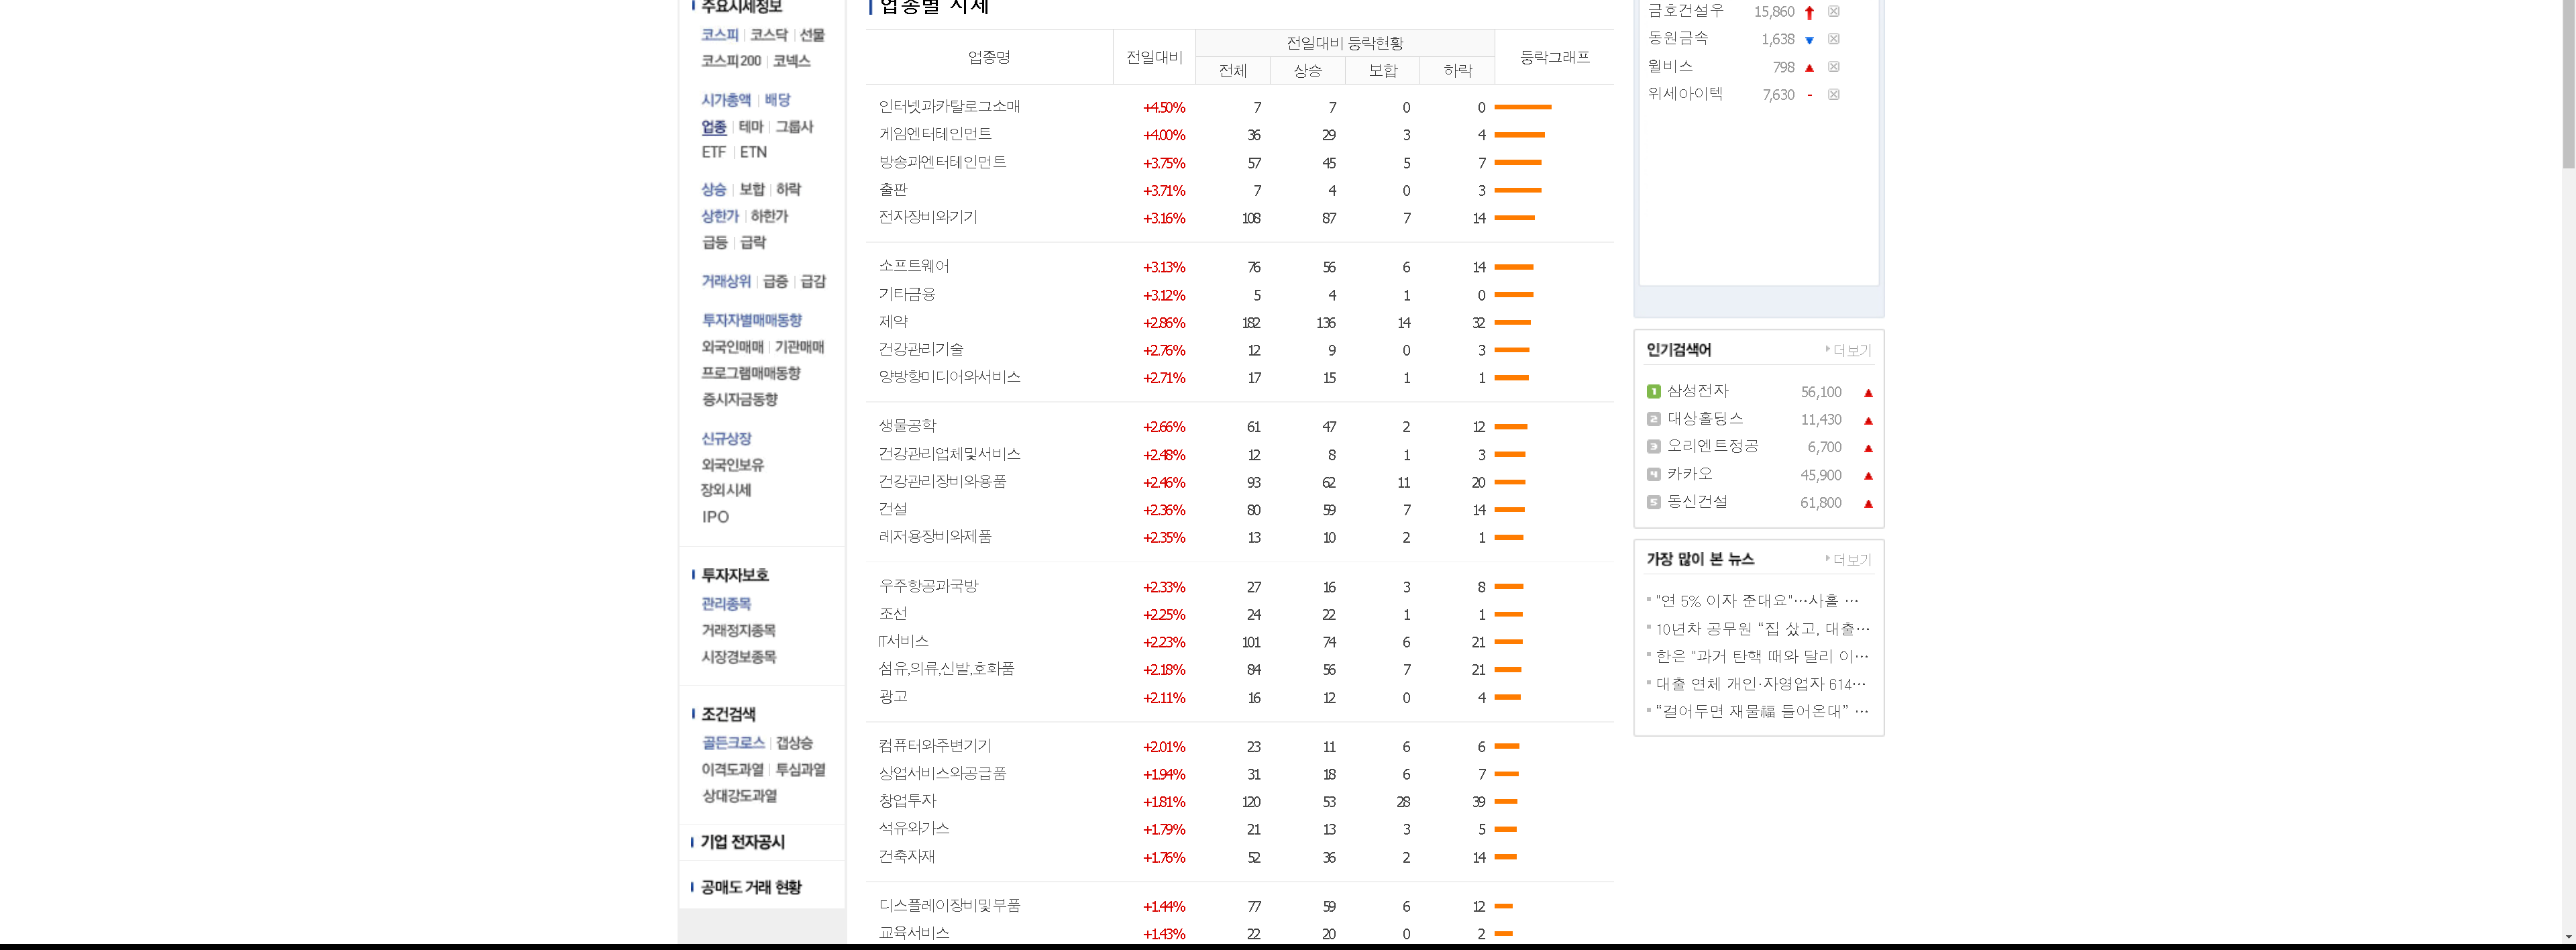 주요시세정보
코스피 코스닥 선물
코스피200 코넥스
시가총액 배당
업종 테마 그룹사
ETF ETN
상승 보합 하락
상한가 하한가
급등 급락
거래상위 급증 급감
투자자별매매동향
외국인매매 기관매매
프로그램매매동향
증시자금동향
신규상장
외국인보유
장외시세
IPO
투자자보호
관리종목
거래정지종목
시장경보종목
조건검색
골든크로스 갭상승
이격도과열 투심과열
상대강도과열
기업 전자공시
공매도 거래 현황
업종별 시세
업종명 전일대비 전일대비 등락현황 등락그래프
전체 상승 보합 하락
인터넷과카탈로그소매 +4.50% 7 7 0 0
게임엔터테인먼트 +4.00% 36 29 3 4
방송과엔터테인먼트 +3.75% 57 45 5 7
출판 +3.71% 7 4 0 3
전자장비와기기 +3.16% 108 87 7 14
소프트웨어 +3.13% 76 56 6 14
기타금융 +3.12% 5 4 1 0
제약 +2.86% 182 136 14 32
건강관리기술 +2.76% 12 9 0 3
양방향미디어와서비스 +2.71% 17 15 1 1
생물공학 +2.66% 61 47 2 12
건강관리업체및서비스 +2.48% 12 8 1 3
건강관리장비와용품 +2.46% 93 62 11 20
건설 +2.36% 80 59 7 14
레저용장비와제품 +2.35% 13 10 2 1
우주항공과국방 +2.33% 27 16 3 8
조선 +2.25% 24 22 1 1
IT서비스 +2.23% 101 74 6 21
섬유,의류,신발,호화품 +2.18% 84 56 7 21
광고 +2.11% 16 12 0 4
컴퓨터와주변기기 +2.01% 23 11 6 6
상업서비스와공급품 +1.94% 31 18 6 7
창업투자 +1.81% 120 53 28 39
석유와가스 +1.79% 21 13 3 5
건축자재 +1.76% 52 36 2 14
디스플레이장비및부품 +1.44% 77 59 6 12
교육서비스 +1.43% 22 20 0 2
금호건설우 15,860
동원금속 1,638
윌비스 798
위세아이텍 7,630 -
인기검색어 더보기
1 삼성전자 56,100
2 대상홀딩스 11,430
3 오리엔트정공 6,700
4 카카오 45,900
5 동신건설 61,800
가장 많이 본 뉴스 더보기
"연 5% 이자 준대요"…사흘 …
10년차 공무원 “집 샀고, 대출…
한은 "과거 탄핵 때와 달리 이…
대출 연체 개인·자영업자 614…
“걸어두면 재물福 들어온대” …